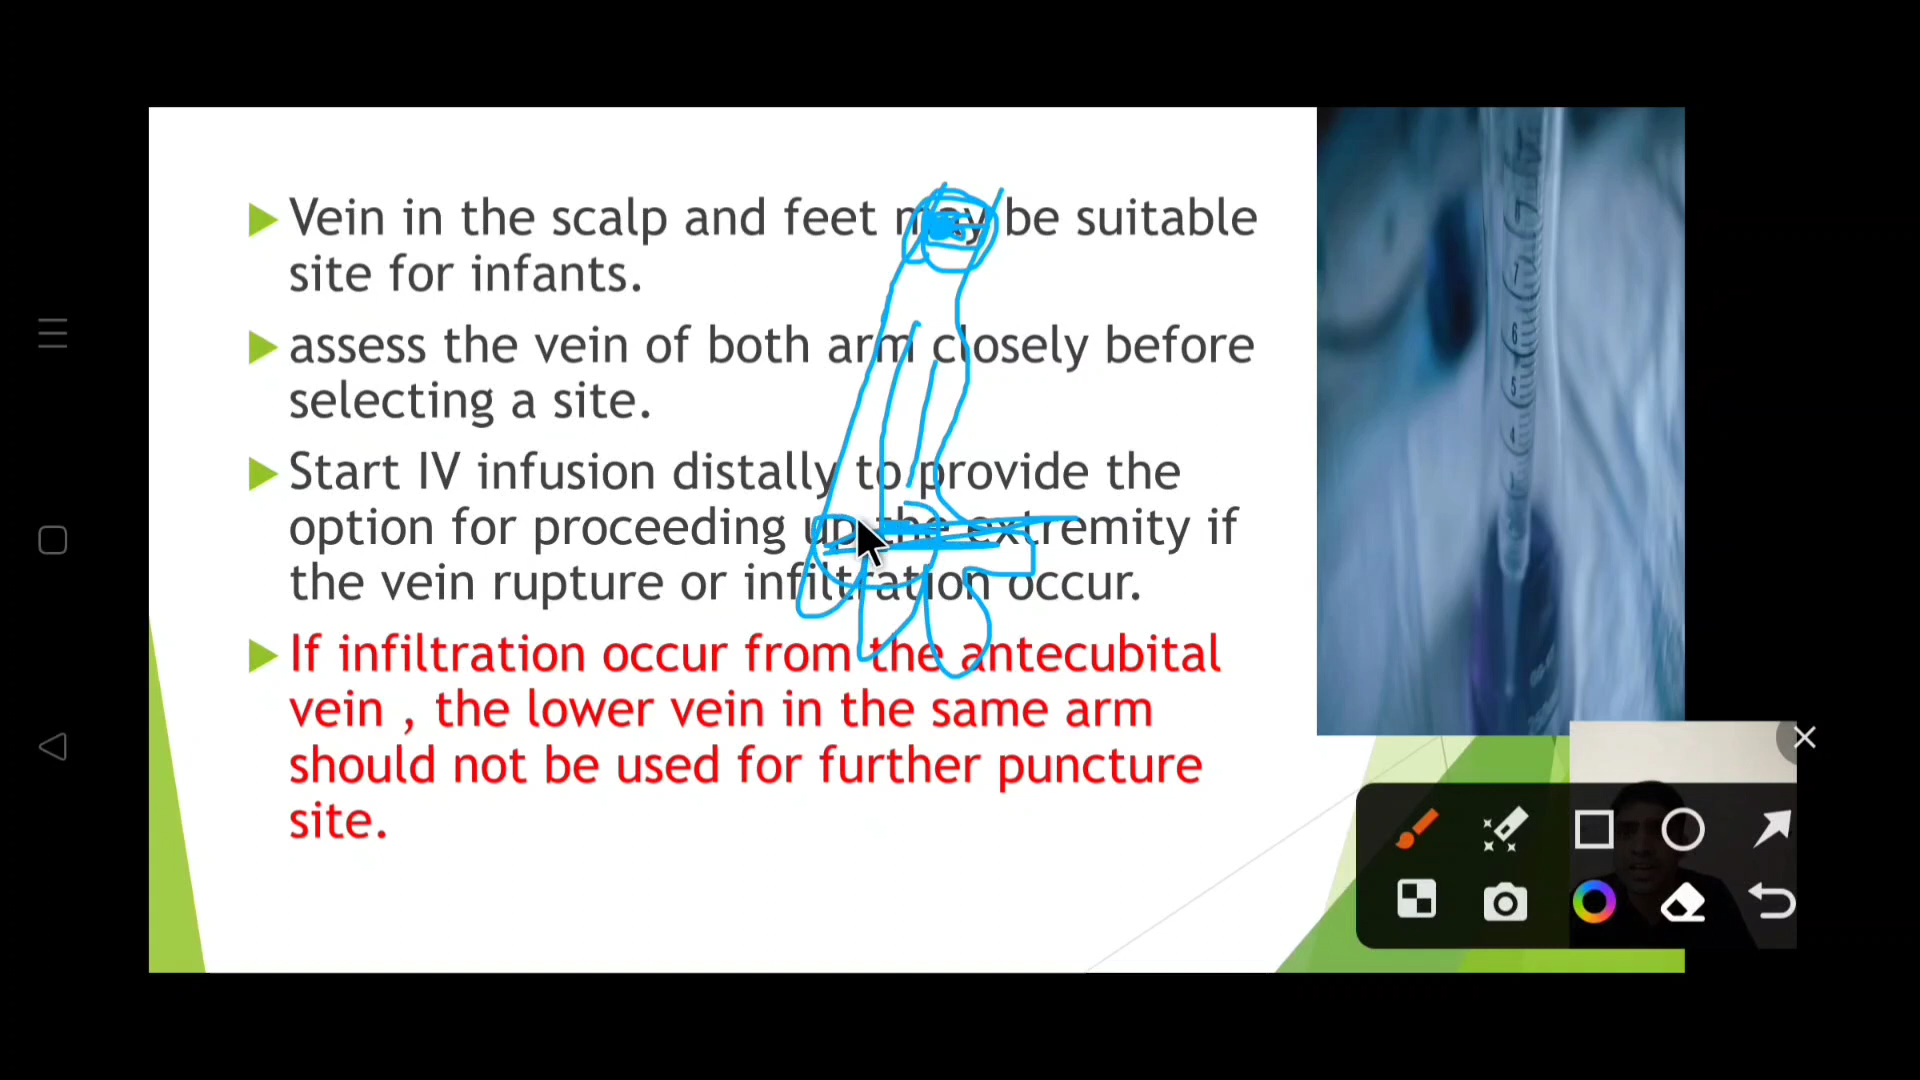 Vein in the scalp and feet may be suitable
site for infants.
assess the vein of both arm closely before
selecting a site.
Start IV infusion distally to provide the
option for proceeding up the extremity if
the vein rupture or infiltration occur.
If infiltration occur from the antecubital
vein , the lower vein in the same arm
should not be used for further puncture
site.